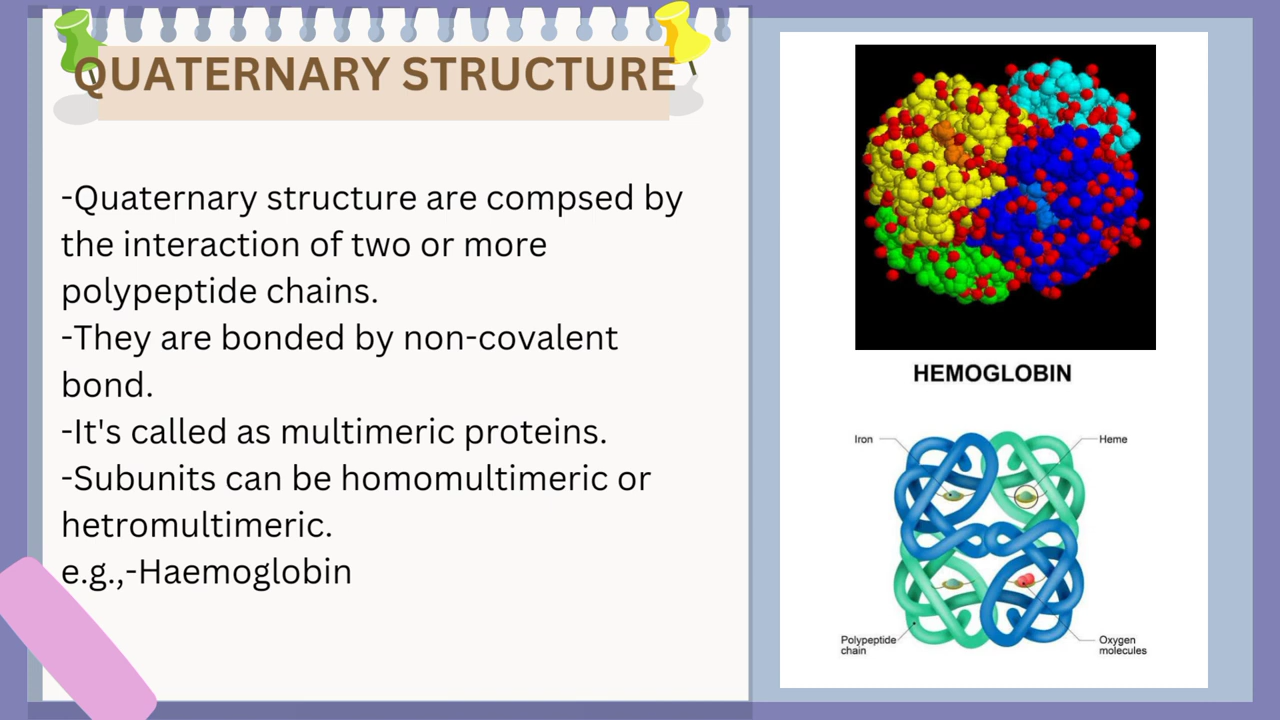 QUATERNARY STRUCTURE
-Quaternary structure are compsed by
the interaction of two or more
polypeptide chains.
-They are bonded by non-covalent
bond.
-It's called as multimeric proteins.
-Subunits can be homomultimeric or
hetromultimeric.
e.g.,-Haemoglobin
HEMOGLOBIN
Iron
Heme
Polypeptide
chain
Oxygen
molecules